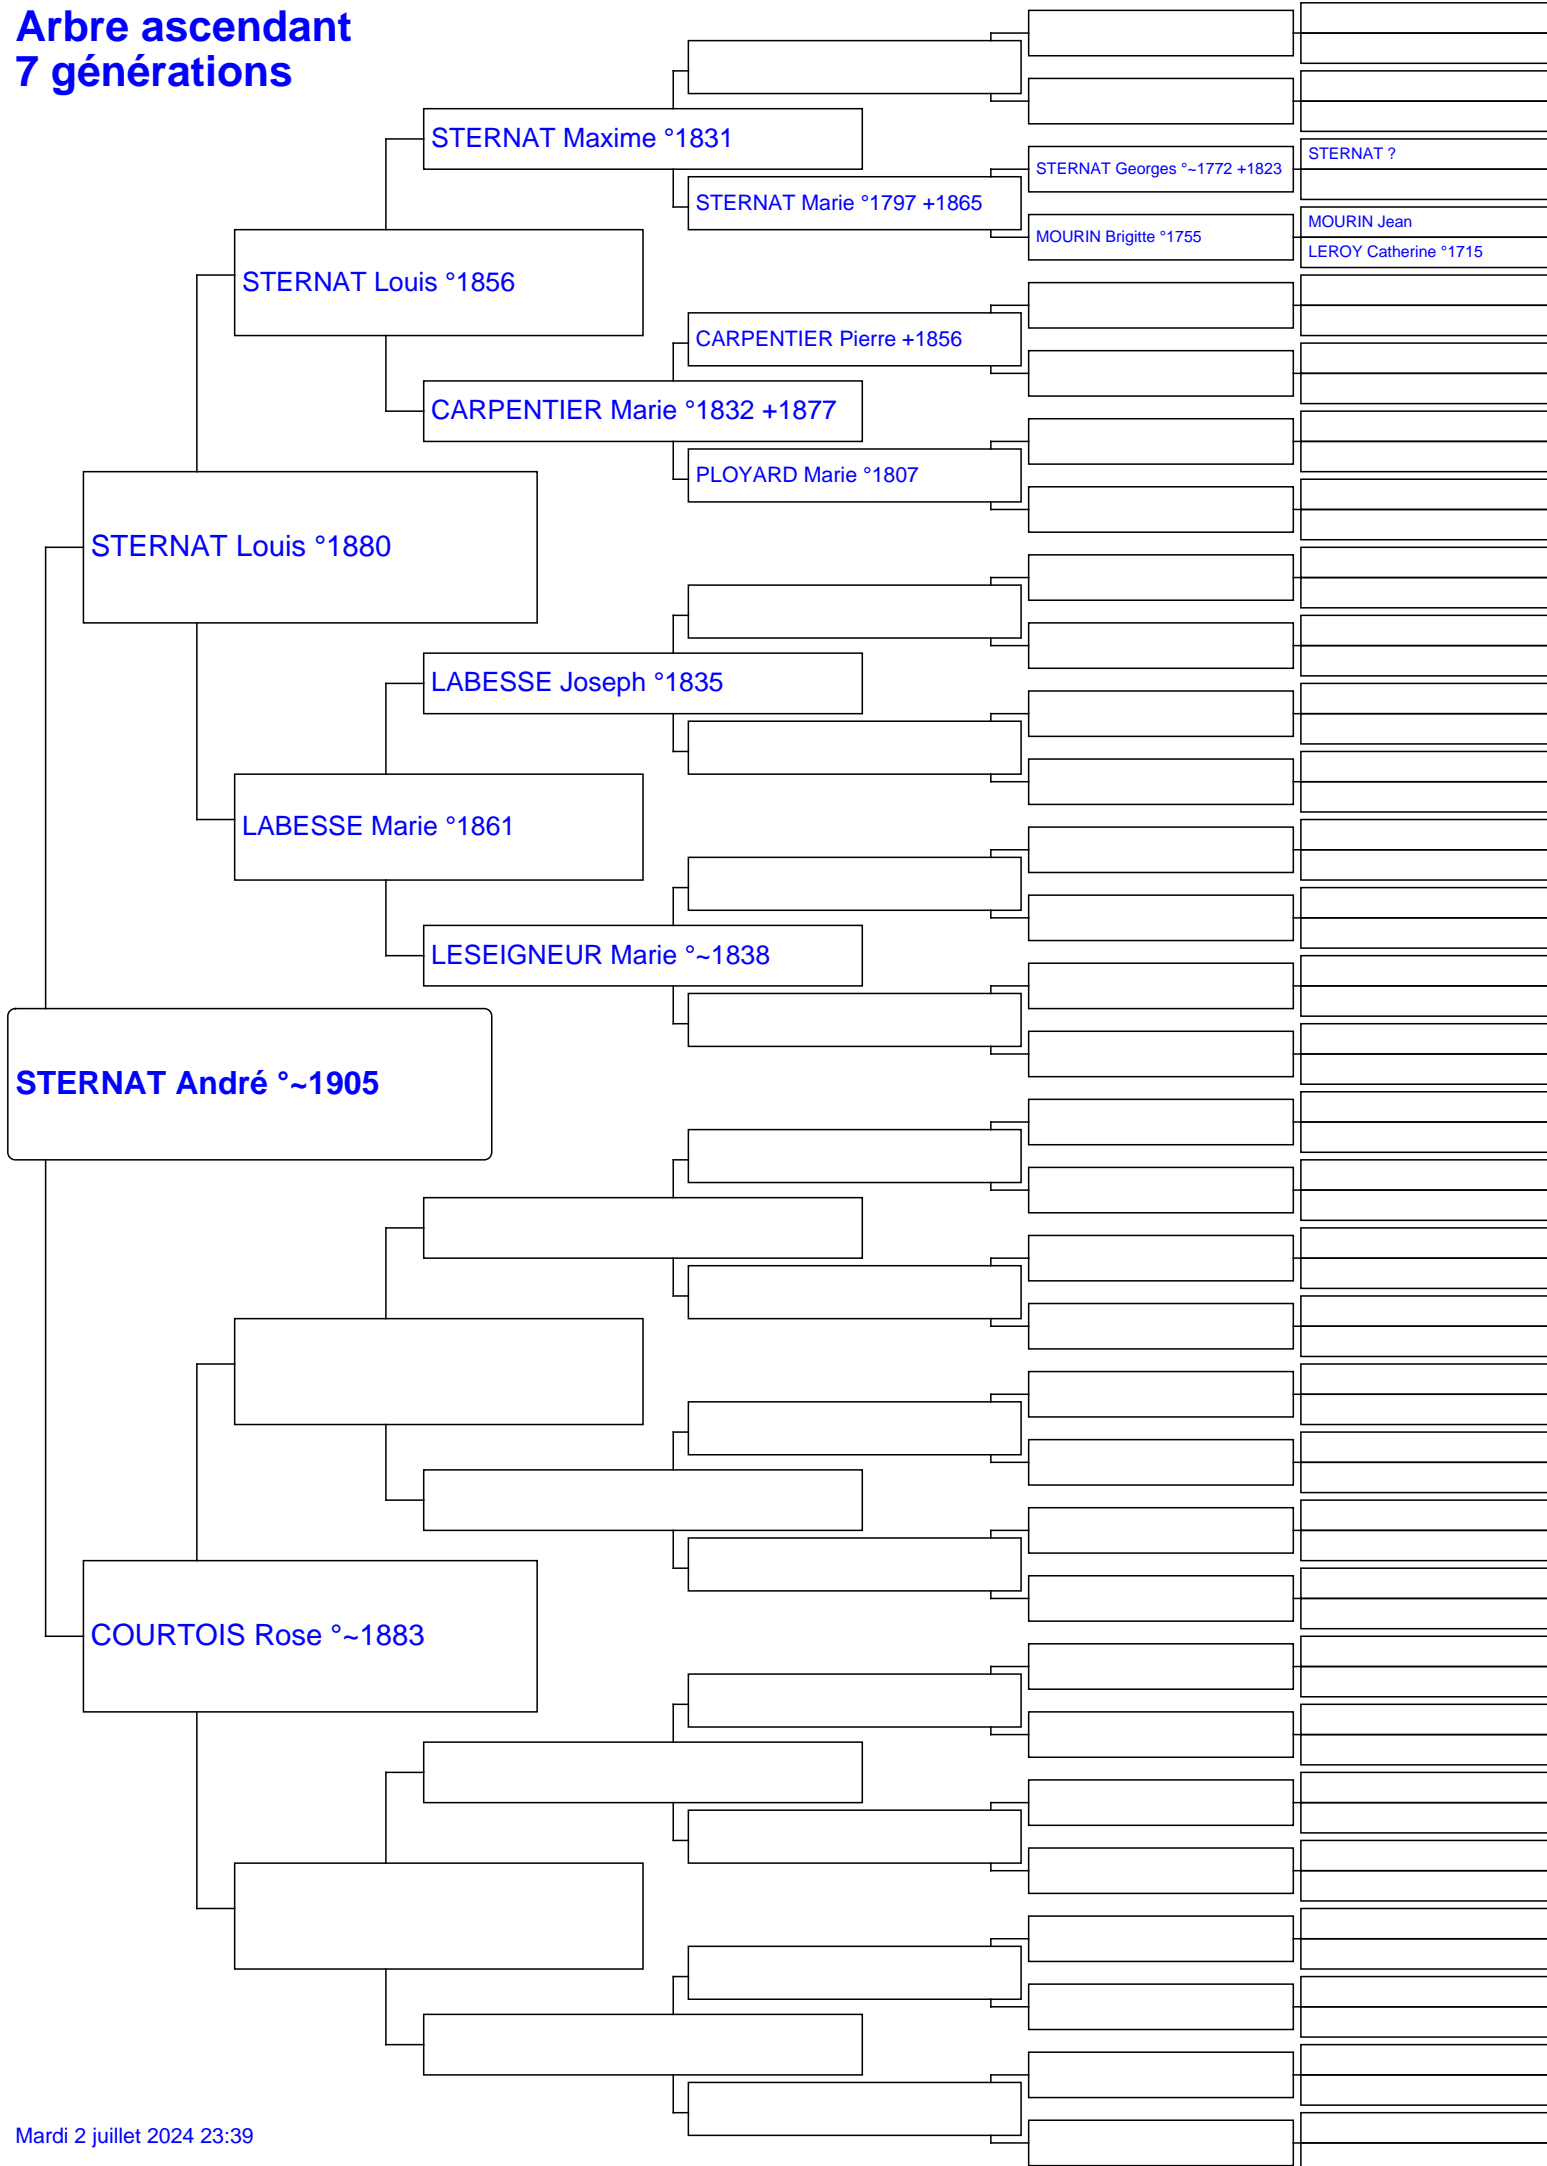 Arbre ascendant
7 générations
STERNAT Maxime °1831
STERNAT Georges °~1772 +1823
STERNAT ?
STERNAT Marie °1797 +1865
MOURIN Brigitte °1755
MOURIN Jean
LEROY Catherine °1715
STERNAT Louis °1856
CARPENTIER Pierre +1856
CARPENTIER Marie °1832 +1877
PLOYARD Marie °1807
STERNAT Louis °1880
LABESSE Joseph °1835
LABESSE Marie °1861
LESEIGNEUR Marie °~1838
STERNAT André °~1905
COURTOIS Rose °~1883
Mardi 2 juillet 2024 23:39